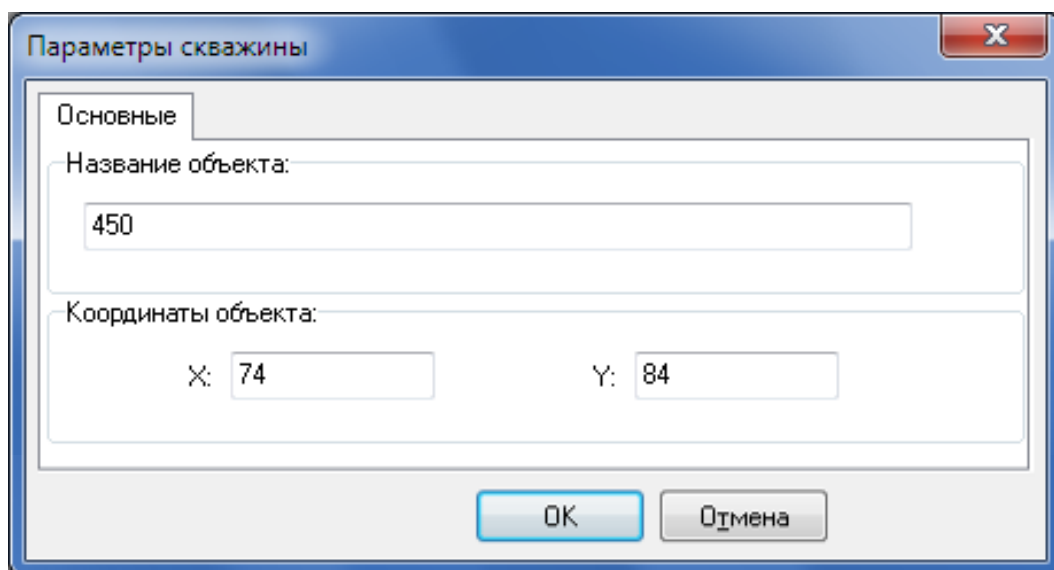 Параметры скважины
Основные
Название объекта:
450
Координаты объекта:
X: 74 Y: 84
OK Отмена